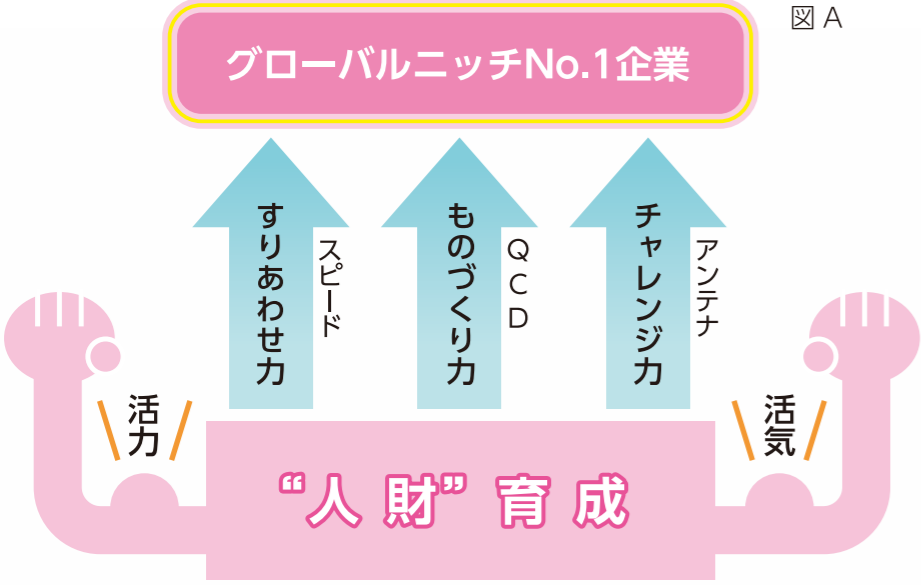 図 A
グローバルニッチNo.1企業
すりあわせ力
スピード
ものづくり力
QCD
チャレンジ力
アンテナ
活力
活気
“人財”育成